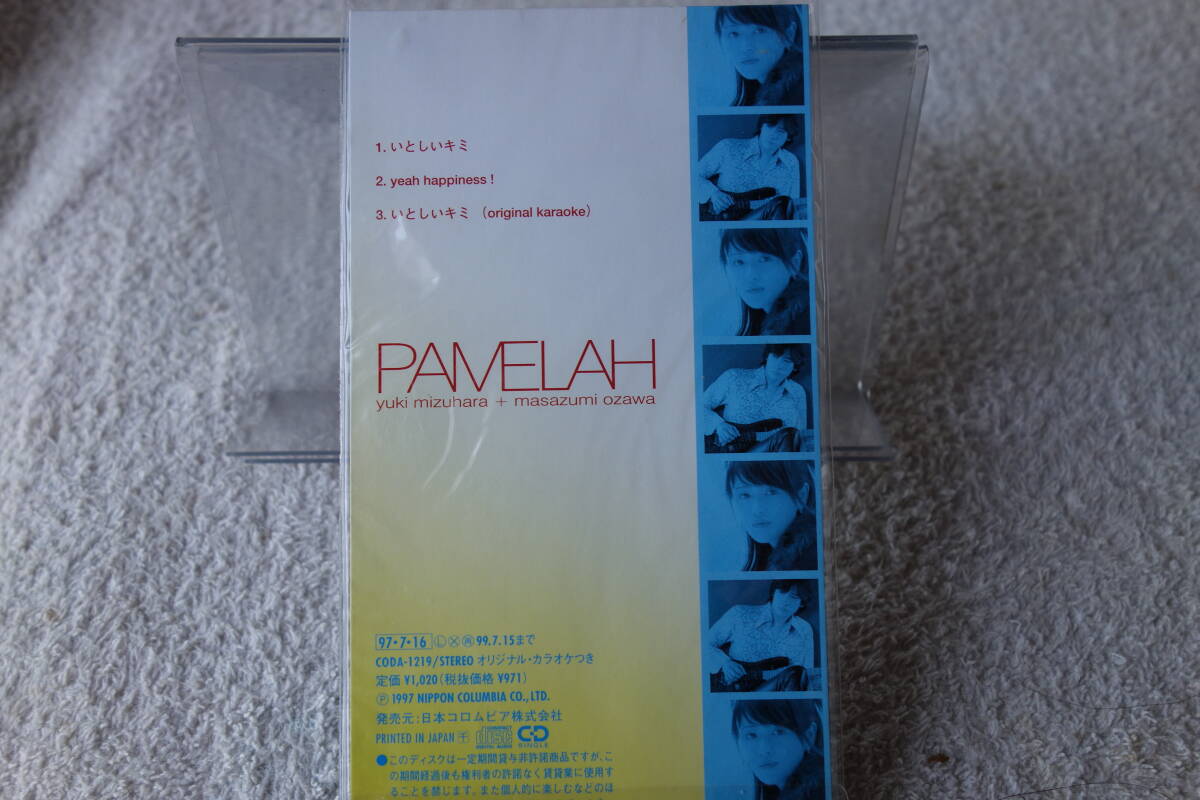 1. いとしいキミ
2. yeah happiness !
3. いとしいキミ (original karaoke)
PAMELAH
yuki mizuhara + masazumi ozawa
97・7・16 Ⓛ 99.7.15まで
CODA-1219/STEREO オリジナル・カラオケつき
定価 ¥1,020(税抜価格 ¥971)
Ⓟ 1997 NIPPON COLUMBIA CO., LTD.
発売元:日本コロムビア株式会社
PRINTED IN JAPAN disc DIGITAL AUDIO CD SINGLE
●このディスクは一定期間貸与非許諾商品ですが、こ
の期間経過後も権利者の許諾なく賃貸業に使用す
ることを禁じます。また個人的に楽しむなどのほ